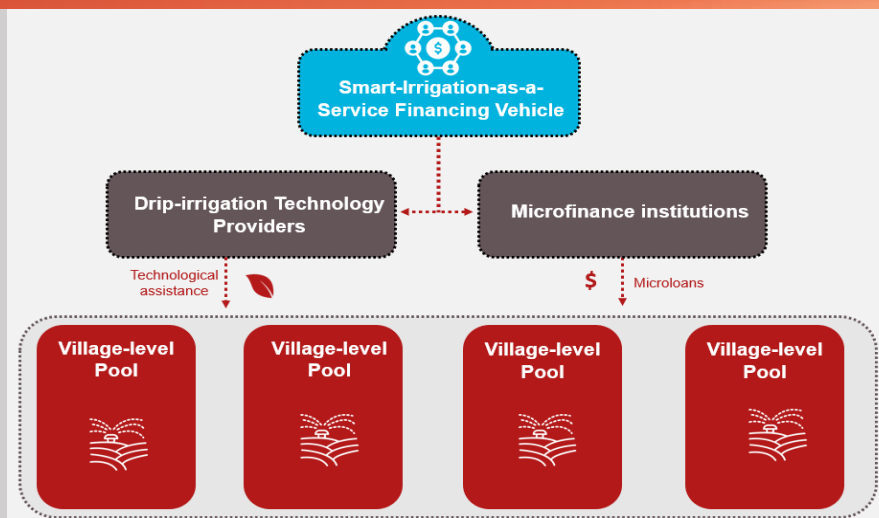 $
Smart-Irrigation-as-a-
Service Financing Vehicle
Drip-irrigation Technology
Providers
Microfinance institutions
Technological
assistance
$
Microloans
Village-level
Pool
Village-level
Pool
Village-level
Pool
Village-level
Pool